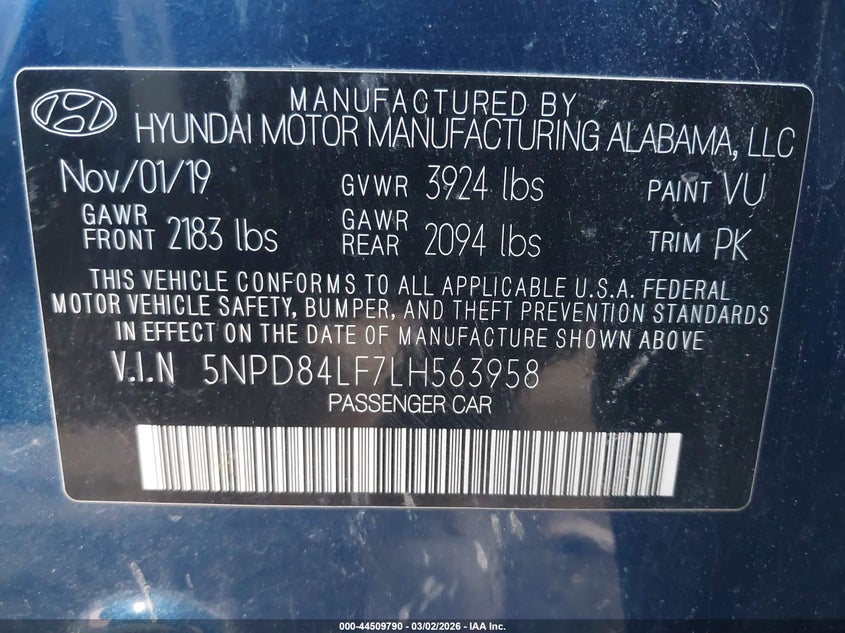 MANUFACTURED BY
HYUNDAI MOTOR MANUFACTURING ALABAMA, LLC
Nov/01/19 GVWR 3924 lbs PAINT VU
GAWR FRONT 2183 lbs GAWR REAR 2094 lbs TRIM PK
THIS VEHICLE CONFORMS TO ALL APPLICABLE U.S.A. FEDERAL
MOTOR VEHICLE SAFETY, BUMPER, AND THEFT PREVENTION STANDARDS
IN EFFECT ON THE DATE OF MANUFACTURE SHOWN ABOVE
V.I.N 5NPD84LF7LH563958
PASSENGER CAR
000-44509790 - 03/02/2026 - IAA Inc.